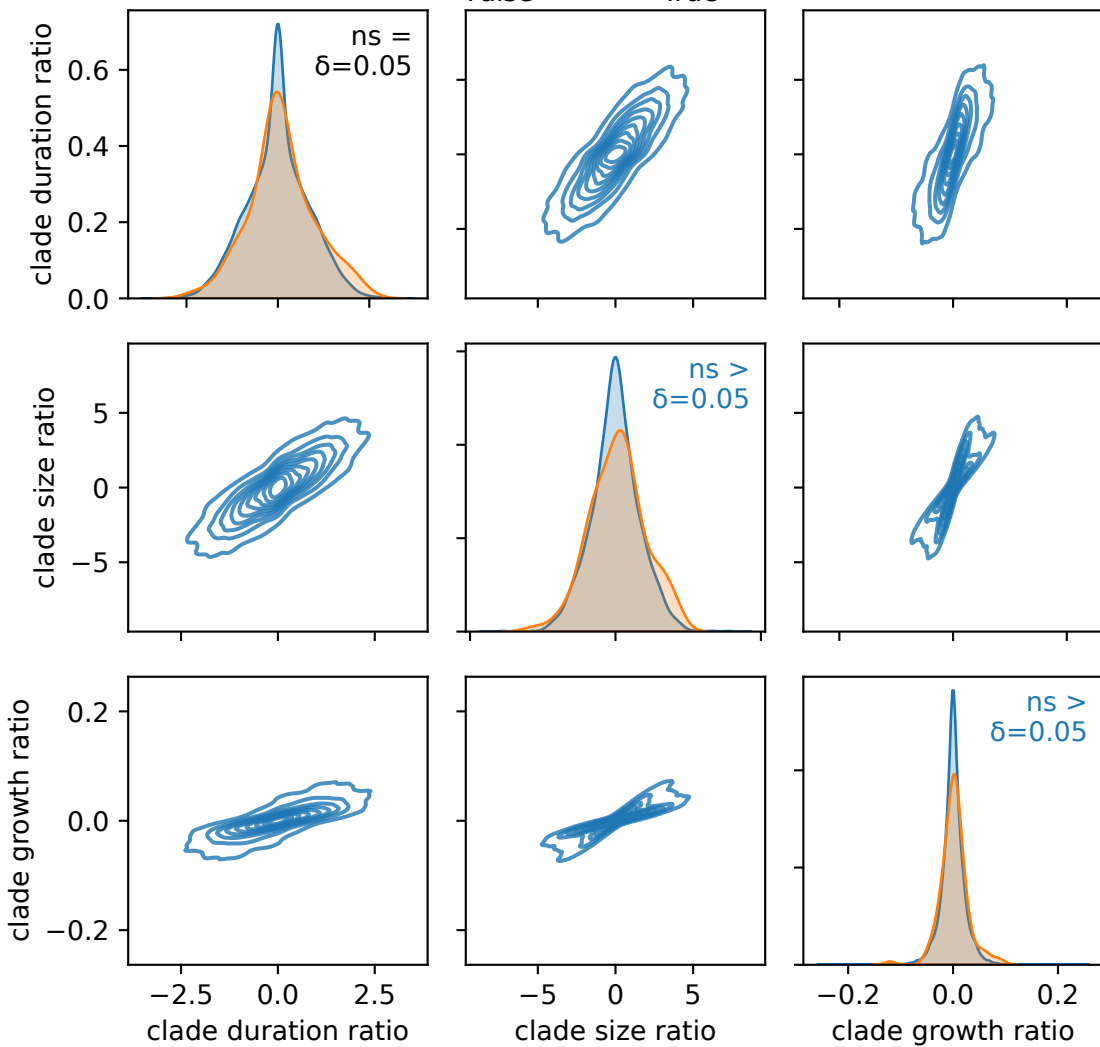 ns =
δ=0.05
clade duration ratio
0.6
0.4
0.2
0.0
ns >
δ=0.05
clade size ratio
5
0
−5
ns >
δ=0.05
clade growth ratio
0.2
0.0
−0.2
−2.5 0.0 2.5
−5 0 5
−0.2 0.0 0.2
clade duration ratio
clade size ratio
clade growth ratio